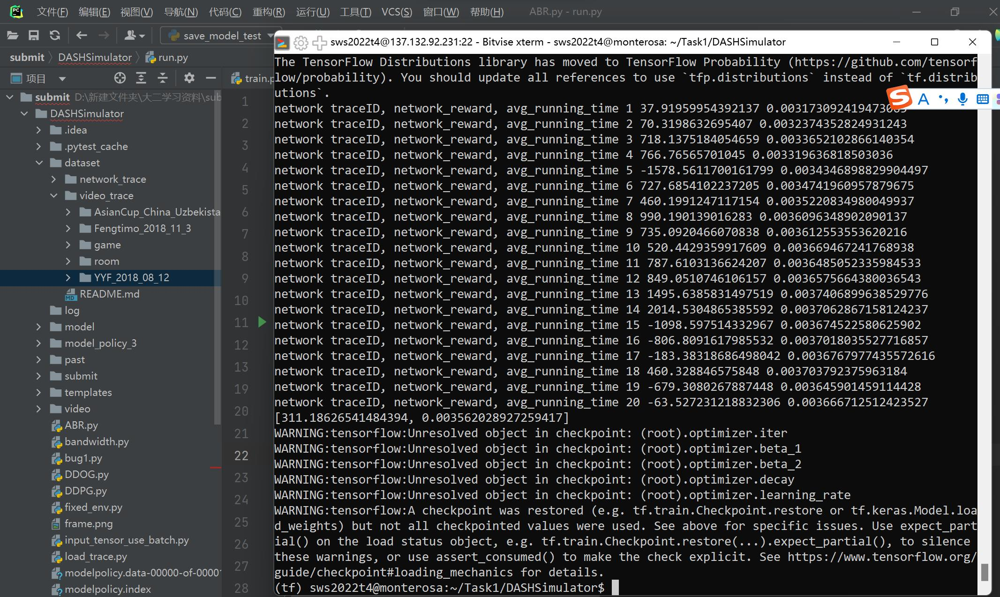 文件(F) 编辑(E) 视图(V) 导航(N) 代码(C) 重构(R) 运行(U) 工具(T) VCS(S) 窗口(W) 帮助(H) ABR.py - run.py
save_model_test
submit DASHSimulator run.py
项目
train.p
submit D:\新建文件夹\大二学习资料\sub
DASHSimulator
.idea
.pytest_cache
dataset
network_trace
video_trace
AsianCup_China_Uzbekista
Fengtimo_2018_11_3
game
room
YYF_2018_08_12
README.md
log
model
model_policy_3
past
submit
templates
video
ABR.py
bandwidth.py
bug1.py
DDOG.py
DDPG.py
fixed_env.py
frame.png
input_tensor_use_batch.py
load_trace.py
modelpolicy.data-00000-of-0000
modelpolicy.index
1
2
3
4
5
6
7
8
9
10
11
12
13
19
20
21
22
23
24
25
26
27
28
sws2022t4@137.132.92.231:22 - Bitvise xterm - sws2022t4@monterosa: ~/Task1/DASHSimulator
The TensorFlow Distributions library has moved to TensorFlow Probability (https://github.com/tensorf
low/probability). You should update all references to use `tfp.distributions` instead of `tf.distrib
utions`.
network traceID, network_reward, avg_running_time 1 37.91959954392137
network traceID, network_reward, avg_running_time 2 70.3198632695407 0.0032374352824931243
network traceID, network_reward, avg_running_time 3 718.1375184054659 0.0033652102866140354
network traceID, network_reward, avg_running_time 4 766.76565701045 0.003319636818503036
network traceID, network_reward, avg_running_time 5 -1578.5611700161799 0.0034346898829904497
network traceID, network_reward, avg_running_time 6 727.6854102237205 0.0034741960957879675
network traceID, network_reward, avg_running_time 7 460.1991247117154 0.0035220834980049937
network traceID, network_reward, avg_running_time 8 990.190139016283 0.0036096348902090137
network traceID, network_reward, avg_running_time 9 735.0920466070838 0.003612553553620216
network traceID, network_reward, avg_running_time 10 520.4429359917609 0.003669467241768938
network traceID, network_reward, avg_running_time 11 787.6103136624207 0.0036485052335984533
network traceID, network_reward, avg_running_time 12 849.0510746106157 0.0036575664380036543
network traceID, network_reward, avg_running_time 13 1495.6385831497519 0.0037406899638529776
network traceID, network_reward, avg_running_time 14 2014.5304865385592 0.0037062867158124237
network traceID, network_reward, avg_running_time 15 -1098.597514332967 0.003674522580625902
network traceID, network_reward, avg_running_time 16 -806.8091617985532 0.0037018035527716857
network traceID, network_reward, avg_running_time 17 -183.38318686498042 0.0036767977435572616
network traceID, network_reward, avg_running_time 18 460.328846575848 0.003703792375963184
network traceID, network_reward, avg_running_time 19 -679.3080267887448 0.003645901459114428
network traceID, network_reward, avg_running_time 20 -63.527231218832306 0.003666712512423527
[311.18626541484394, 0.003562028927259417]
WARNING:tensorflow:Unresolved object in checkpoint: (root).optimizer.iter
WARNING:tensorflow:Unresolved object in checkpoint: (root).optimizer.beta_1
WARNING:tensorflow:Unresolved object in checkpoint: (root).optimizer.beta_2
WARNING:tensorflow:Unresolved object in checkpoint: (root).optimizer.decay
WARNING:tensorflow:Unresolved object in checkpoint: (root).optimizer.learning_rate
WARNING:tensorflow:A checkpoint was restored (e.g. tf.train.Checkpoint.restore or tf.keras.Model.loa
d_weights) but not all checkpointed values were used. See above for specific issues. Use expect_part
ial() on the load status object, e.g. tf.train.Checkpoint.restore(...).expect_partial(), to silence
these warnings, or use assert_consumed() to make the check explicit. See https://www.tensorflow.org/
guide/checkpoint#loading_mechanics for details.
(tf) sws2022t4@monterosa:~/Task1/DASHSimulator$